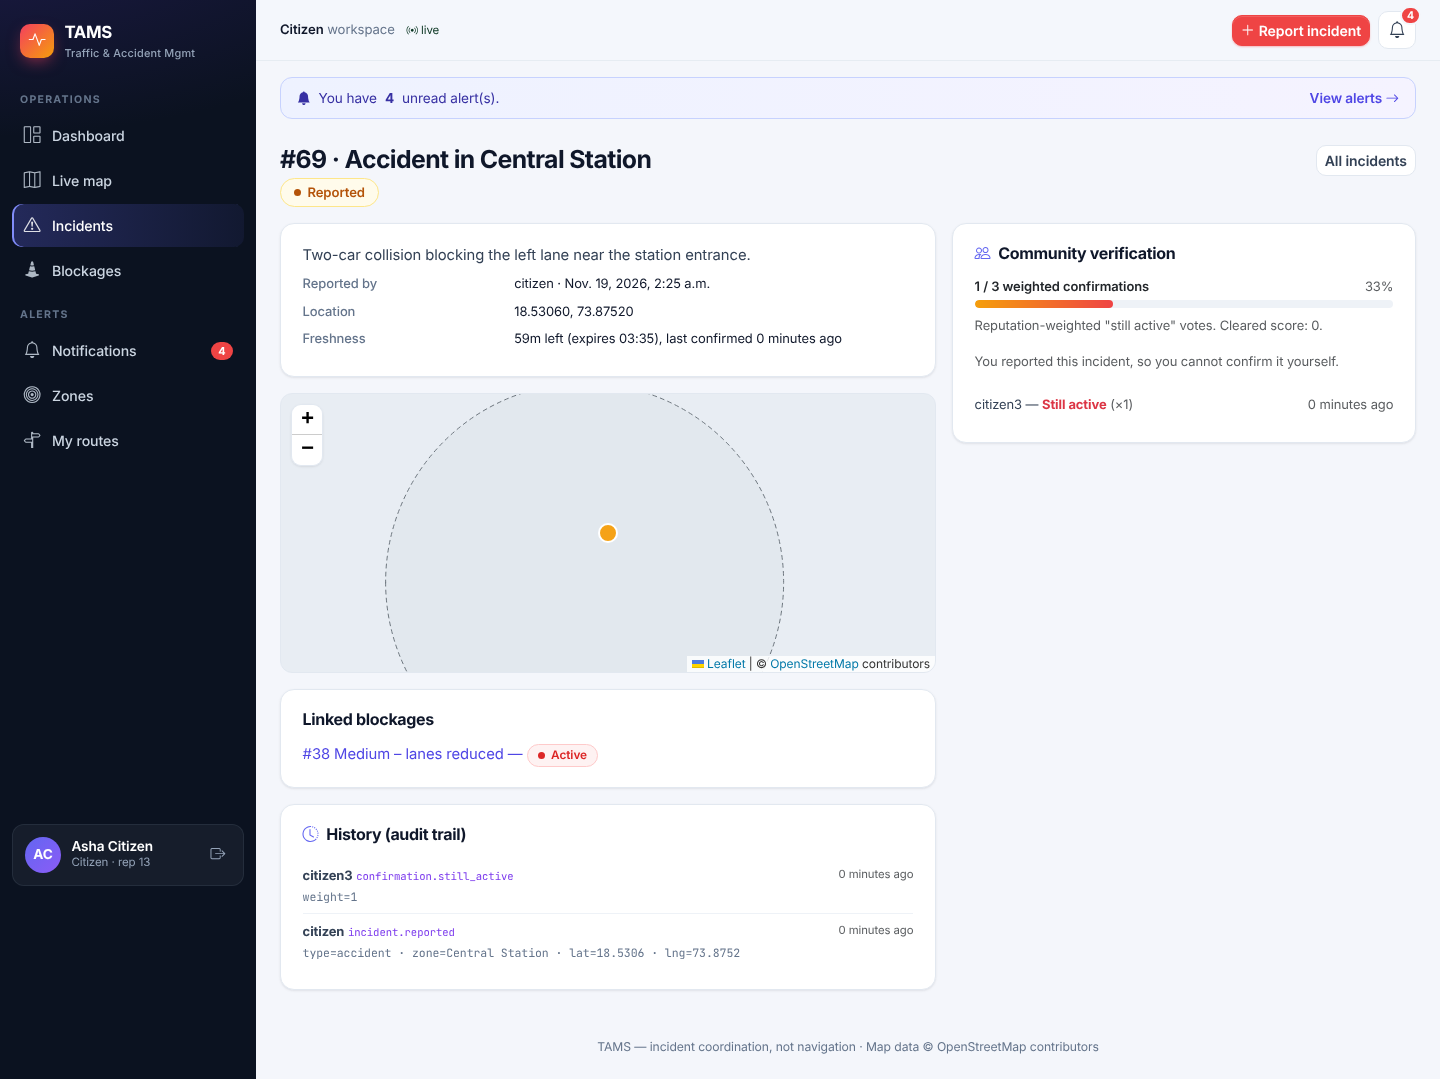 TAMS
Traffic & Accident Mgmt
OPERATIONS
Dashboard
Live map
Incidents
Blockages
ALERTS
Notifications 4
Zones
My routes
AC
Asha Citizen
Citizen · rep 13
Citizen workspace live
+ Report incident
4
You have 4 unread alert(s).
View alerts →
#69 · Accident in Central Station
All incidents
Reported
Two-car collision blocking the left lane near the station entrance.
Reported by citizen · Nov. 19, 2026, 2:25 a.m.
Location 18.53060, 73.87520
Freshness 59m left (expires 03:35), last confirmed 0 minutes ago
+
−
Leaflet | © OpenStreetMap contributors
Linked blockages
#38 Medium – lanes reduced — Active
History (audit trail)
citizen3 confirmation.still_active 0 minutes ago
weight=1
citizen incident.reported 0 minutes ago
type=accident · zone=Central Station · lat=18.5306 · lng=73.8752
Community verification
1 / 3 weighted confirmations 33%
Reputation-weighted "still active" votes. Cleared score: 0.
You reported this incident, so you cannot confirm it yourself.
citizen3 — Still active (×1) 0 minutes ago
TAMS — incident coordination, not navigation · Map data © OpenStreetMap contributors